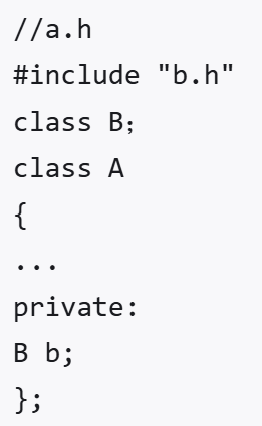 //a.h
#include "b.h"
class B;
class A
{
...
private:
B b;
};